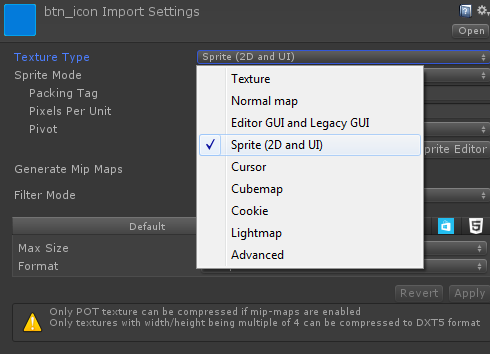 btn_icon Import Settings
Open
Texture Type
Sprite (2D and UI)
Sprite Mode
Packing Tag
Pixels Per Unit
Pivot
Texture
Normal map
Editor GUI and Legacy GUI
Sprite (2D and UI)
Cursor
Cubemap
Cookie
Lightmap
Advanced
prite Editor
Generate Mip Maps
Filter Mode
Default
Max Size
Format
Revert
Apply
Only POT texture can be compressed if mip-maps are enabled
Only textures with width/height being multiple of 4 can be compressed to DXT5 format